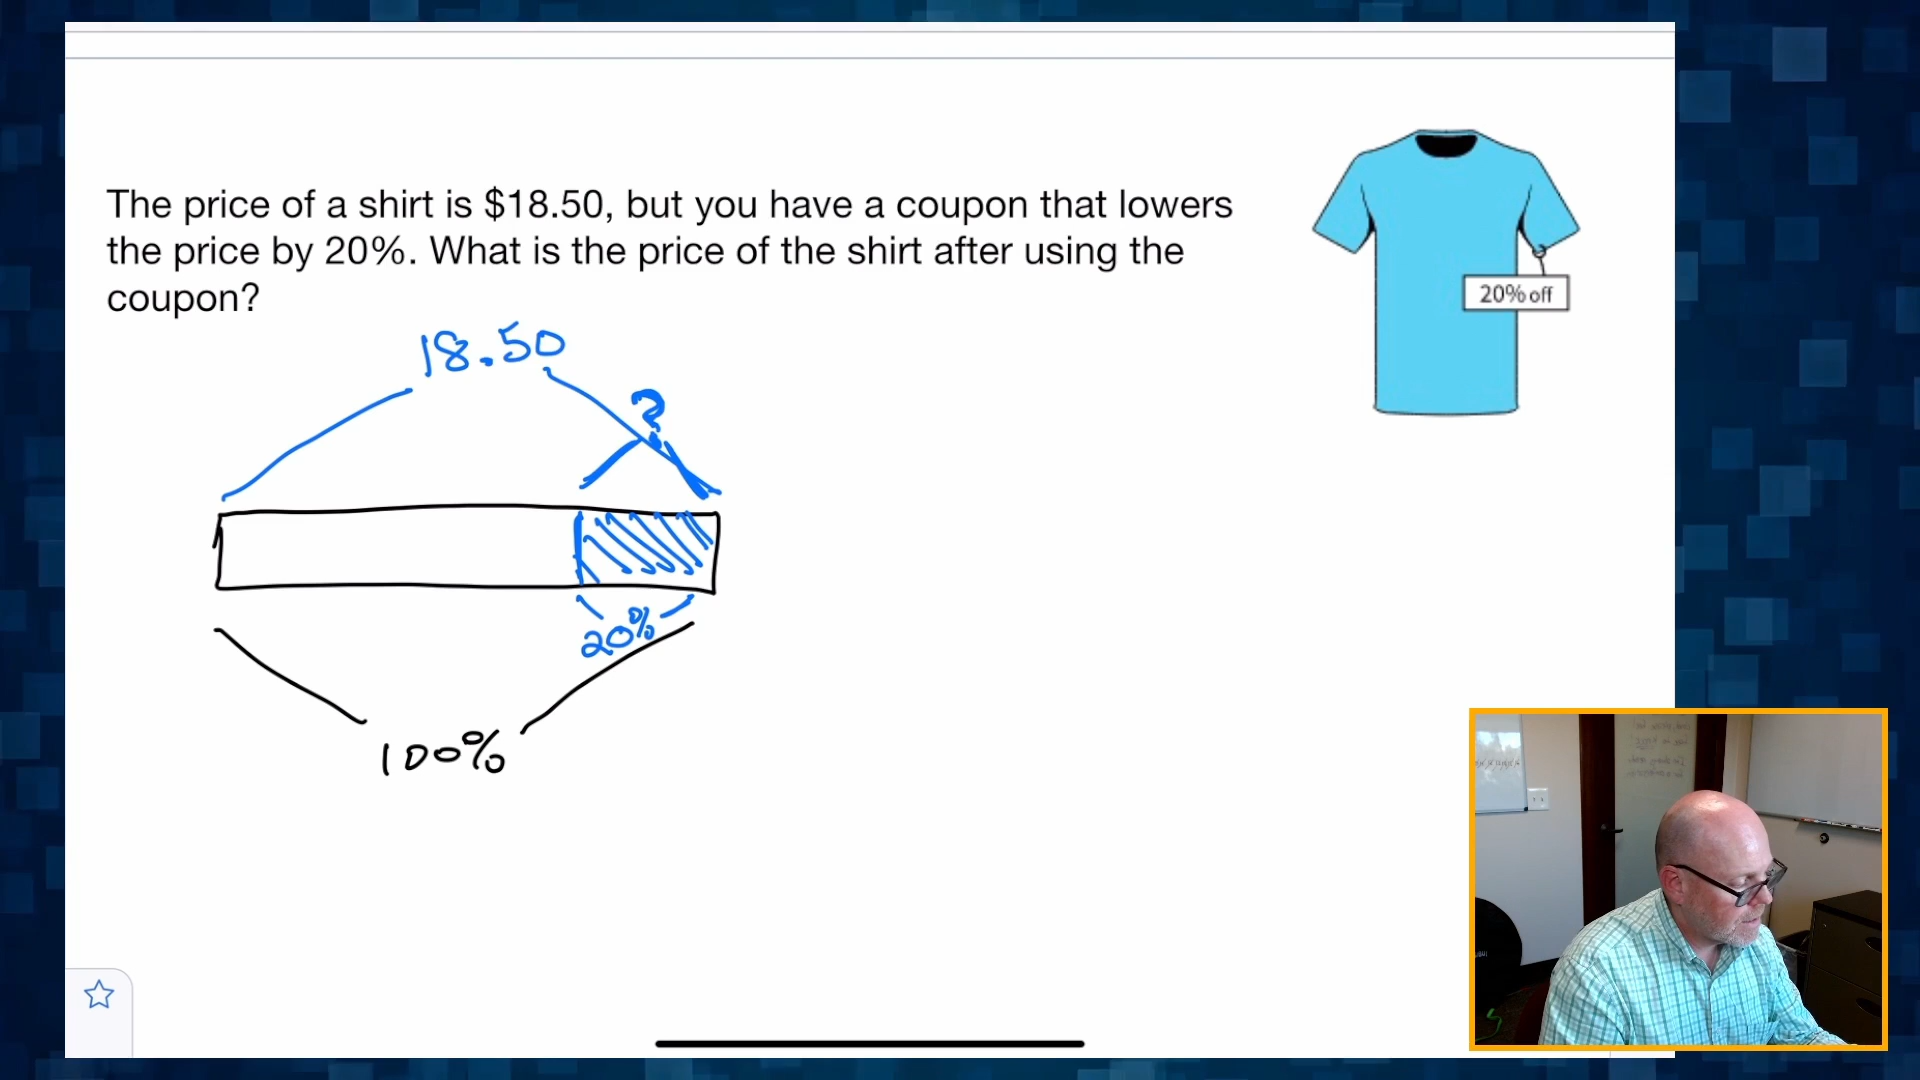 The price of a shirt is $18.50, but you have a coupon that lowers
the price by 20%. What is the price of the shirt after using the
coupon?
20% off
18.50
?
20%
100%